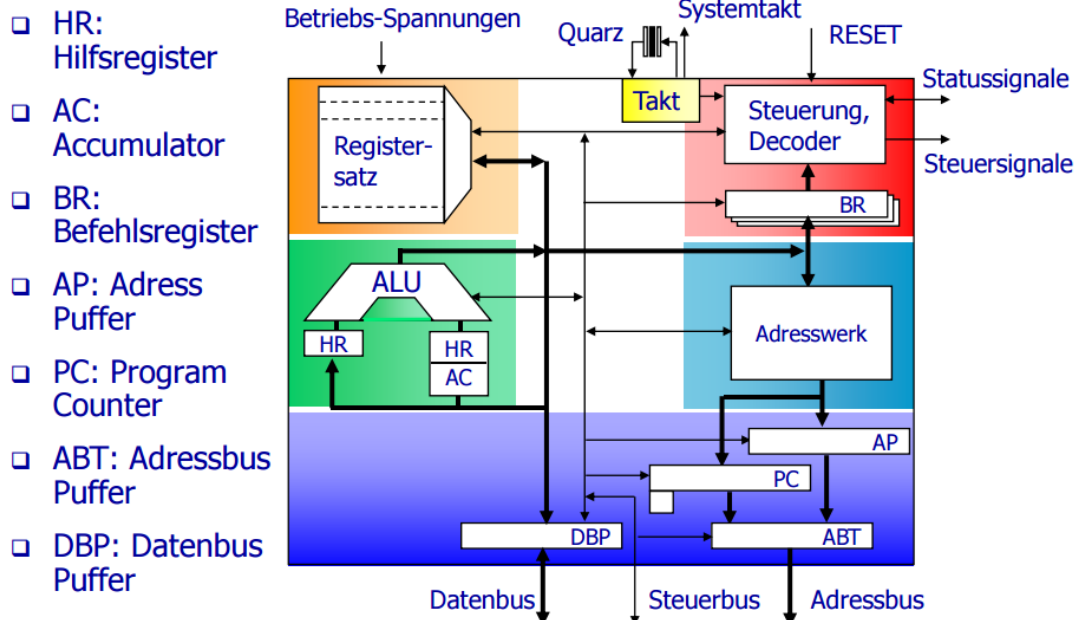 HR:
Hilfsregister
AC:
Accumulator
BR:
Befehlsregister
AP: Adress
Puffer
PC: Program
Counter
ABT: Adressbus
Puffer
DBP: Datenbus
Puffer
Betriebs-Spannungen
Quarz
Systemtakt
RESET
Takt
Steuerung,
Decoder
Statussignale
Steuersignale
Register-
satz
BR
ALU
HR
HR
AC
Adresswerk
AP
PC
DBP
ABT
Datenbus
Steuerbus
Adressbus